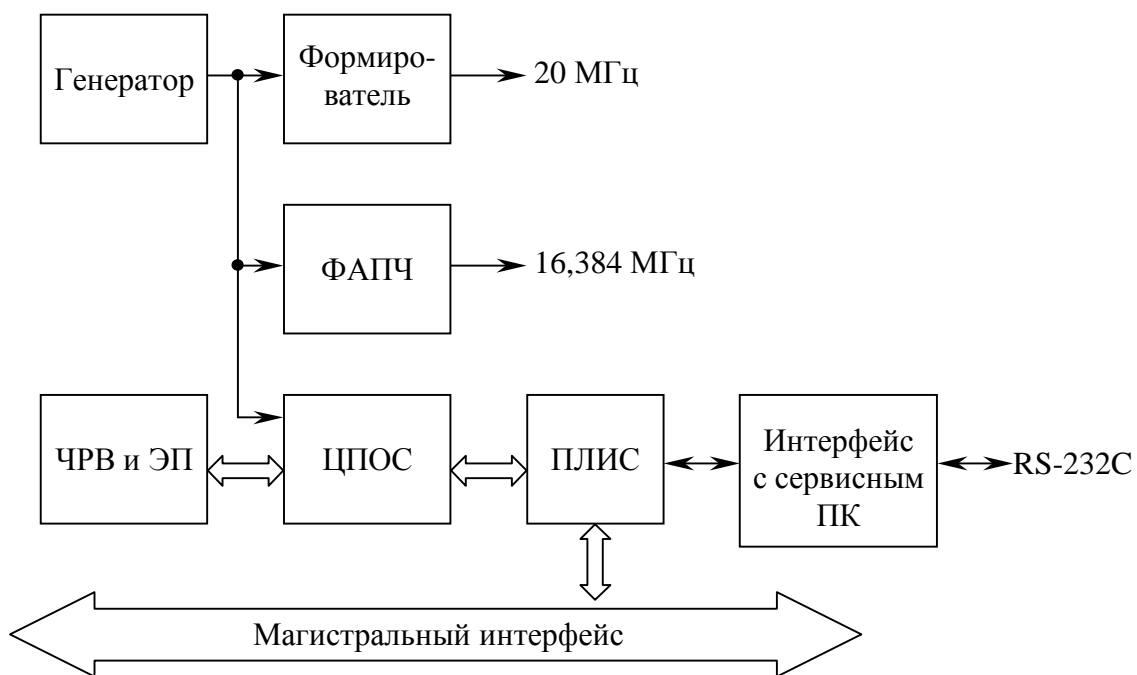 Генератор
Формиро-
ватель
20 МГц
ФАПЧ
16,384 МГц
ЧРВ и ЭП
ЦПОС
ПЛИС
Интерфейс
с сервисным
ПК
RS-232C
Магистральный интерфейс